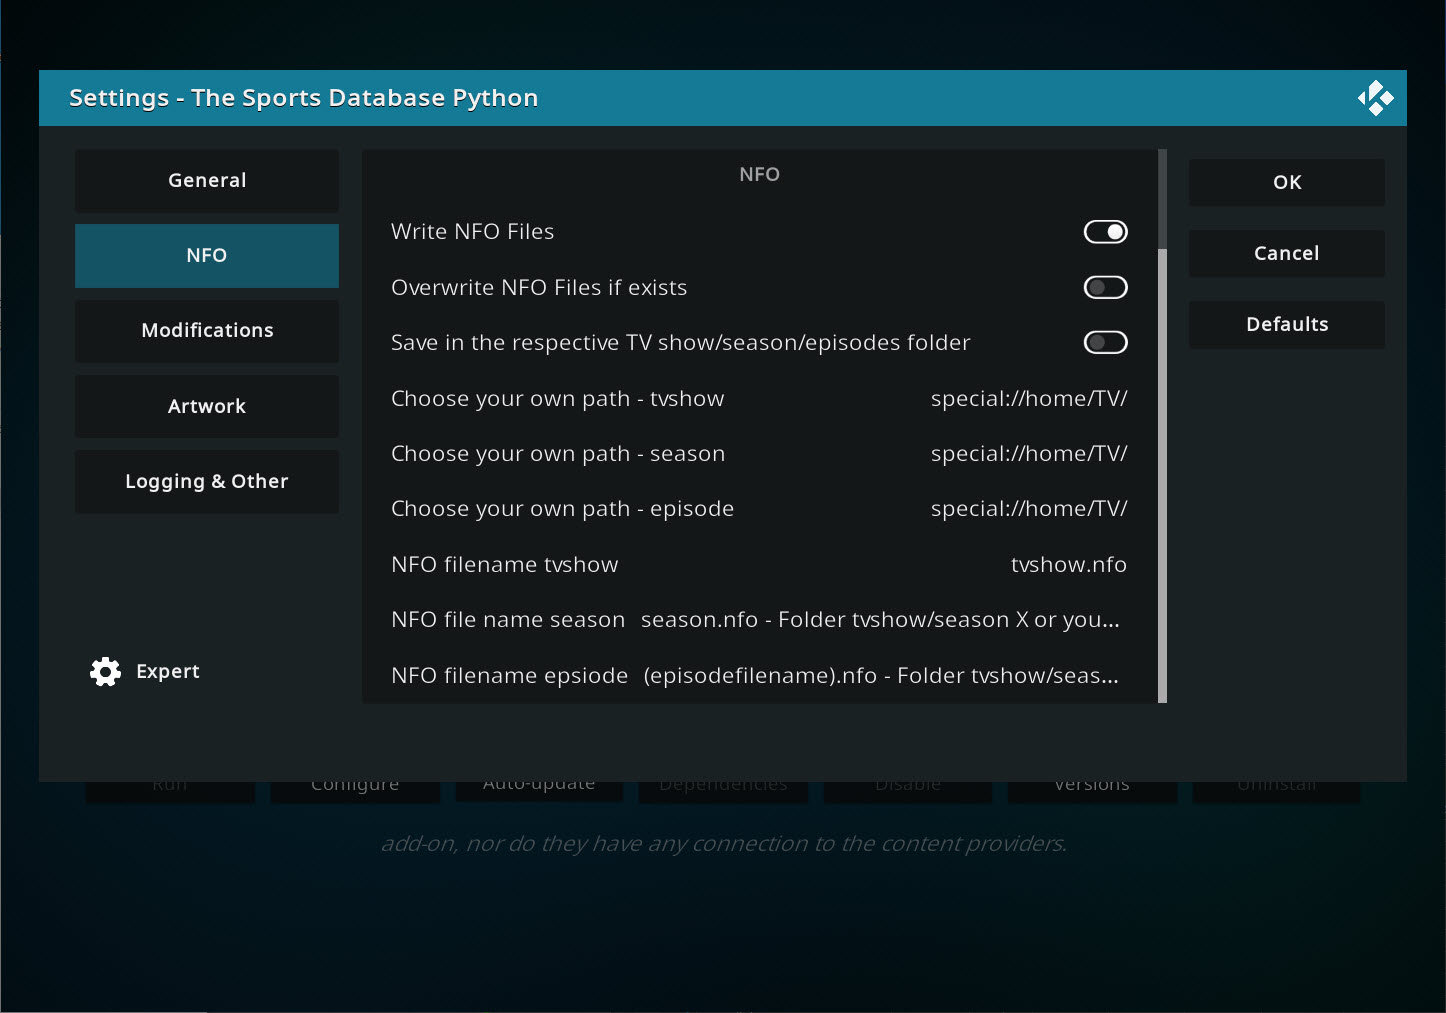 Settings - The Sports Database Python
General
NFO
Modifications
Artwork
Logging & Other
Expert
NFO
Write NFO Files
Overwrite NFO Files if exists
Save in the respective TV show/season/episodes folder
Choose your own path - tvshow special://home/TV/
Choose your own path - season special://home/TV/
Choose your own path - episode special://home/TV/
NFO filename tvshow tvshow.nfo
NFO file name season season.nfo - Folder tvshow/season X or you...
NFO filename epsiode (episodefilename).nfo - Folder tvshow/seas...
OK
Cancel
Defaults
Run Configure Auto-update Dependencies Disable Versions Uninstall
add-on, nor do they have any connection to the content providers.